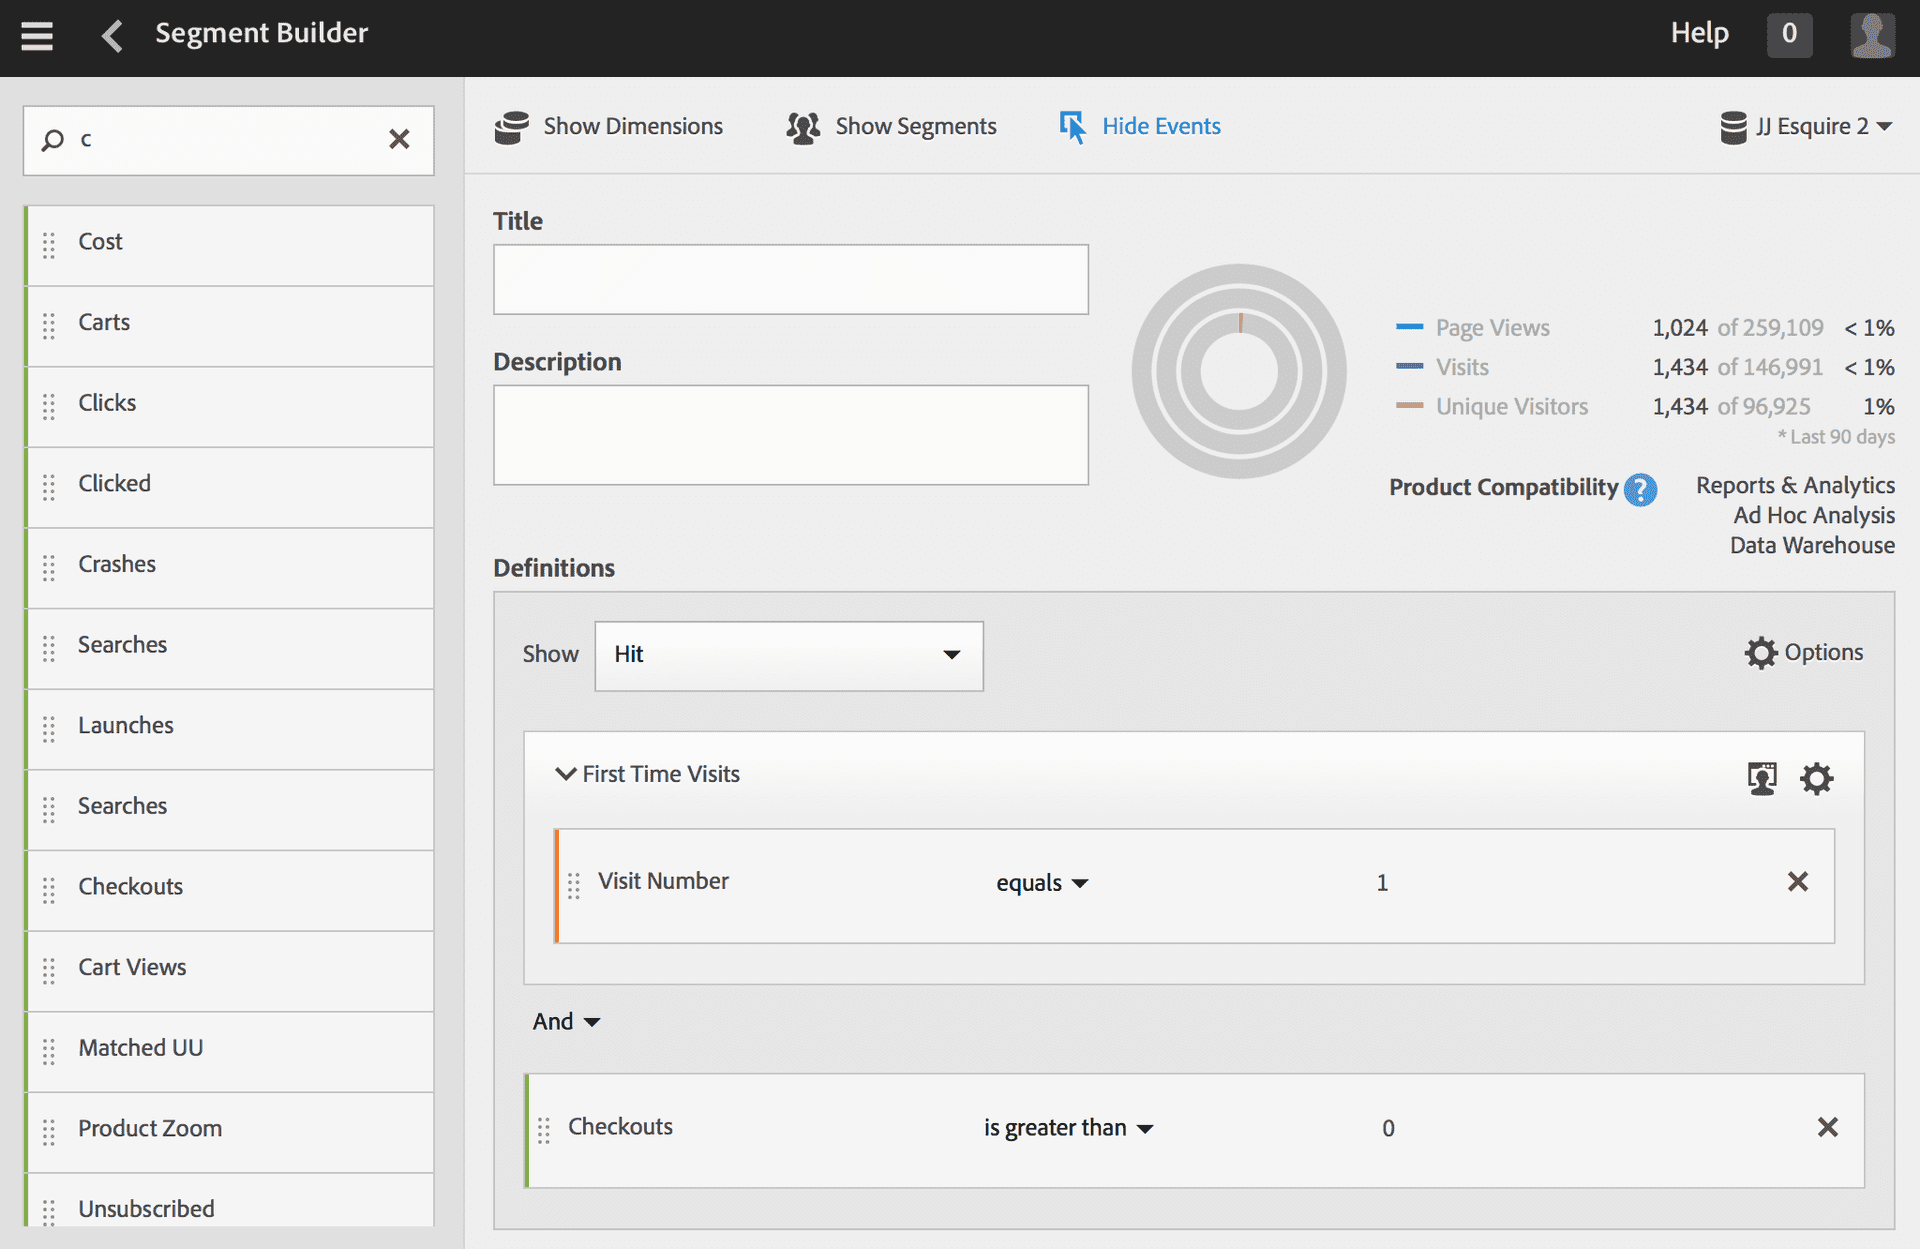 Segment Builder
Help
0
c
Show Dimensions
Show Segments
Hide Events
JJ Esquire 2
Cost
Carts
Clicks
Clicked
Crashes
Searches
Launches
Searches
Checkouts
Cart Views
Matched UU
Product Zoom
Unsubscribed
Title
Description
Page Views 1,024 of 259,109 < 1%
Visits 1,434 of 146,991 < 1%
Unique Visitors 1,434 of 96,925 1%
* Last 90 days
Product Compatibility ? Reports & Analytics
Ad Hoc Analysis
Data Warehouse
Definitions
Show Hit Options
First Time Visits
Visit Number equals 1
And
Checkouts is greater than 0